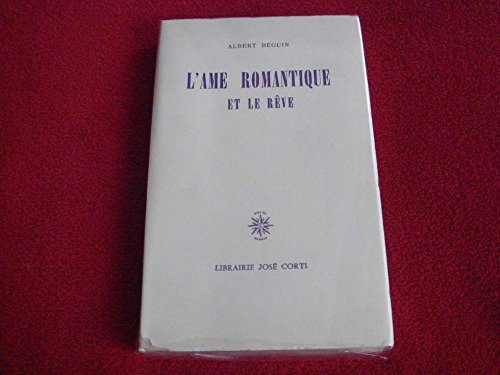 ALBERT BEGUIN
L'AME ROMANTIQUE
ET LE RÊVE
LIBRAIRIE JOSÉ CORTI